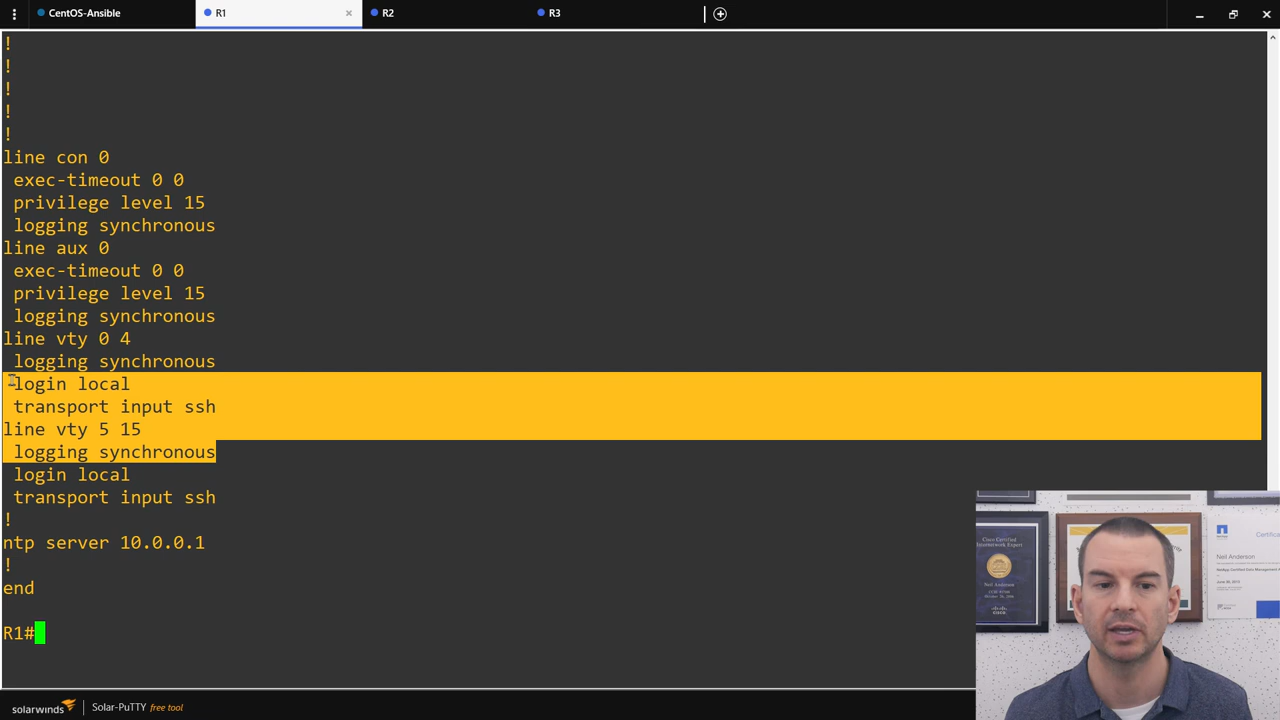 CentOS-Ansible
R1
R2
R3
!
!
!
!
!
line con 0
exec-timeout 0 0
privilege level 15
logging synchronous
line aux 0
exec-timeout 0 0
privilege level 15
logging synchronous
line vty 0 4
logging synchronous
login local
transport input ssh
line vty 5 15
logging synchronous
login local
transport input ssh
!
ntp server 10.0.0.1
!
end
R1#
solarwinds
Solar-PuTTY free tool
Cisco Certified
Internetwork Expert
Neil Anderson
CISCO
Neil Anderson